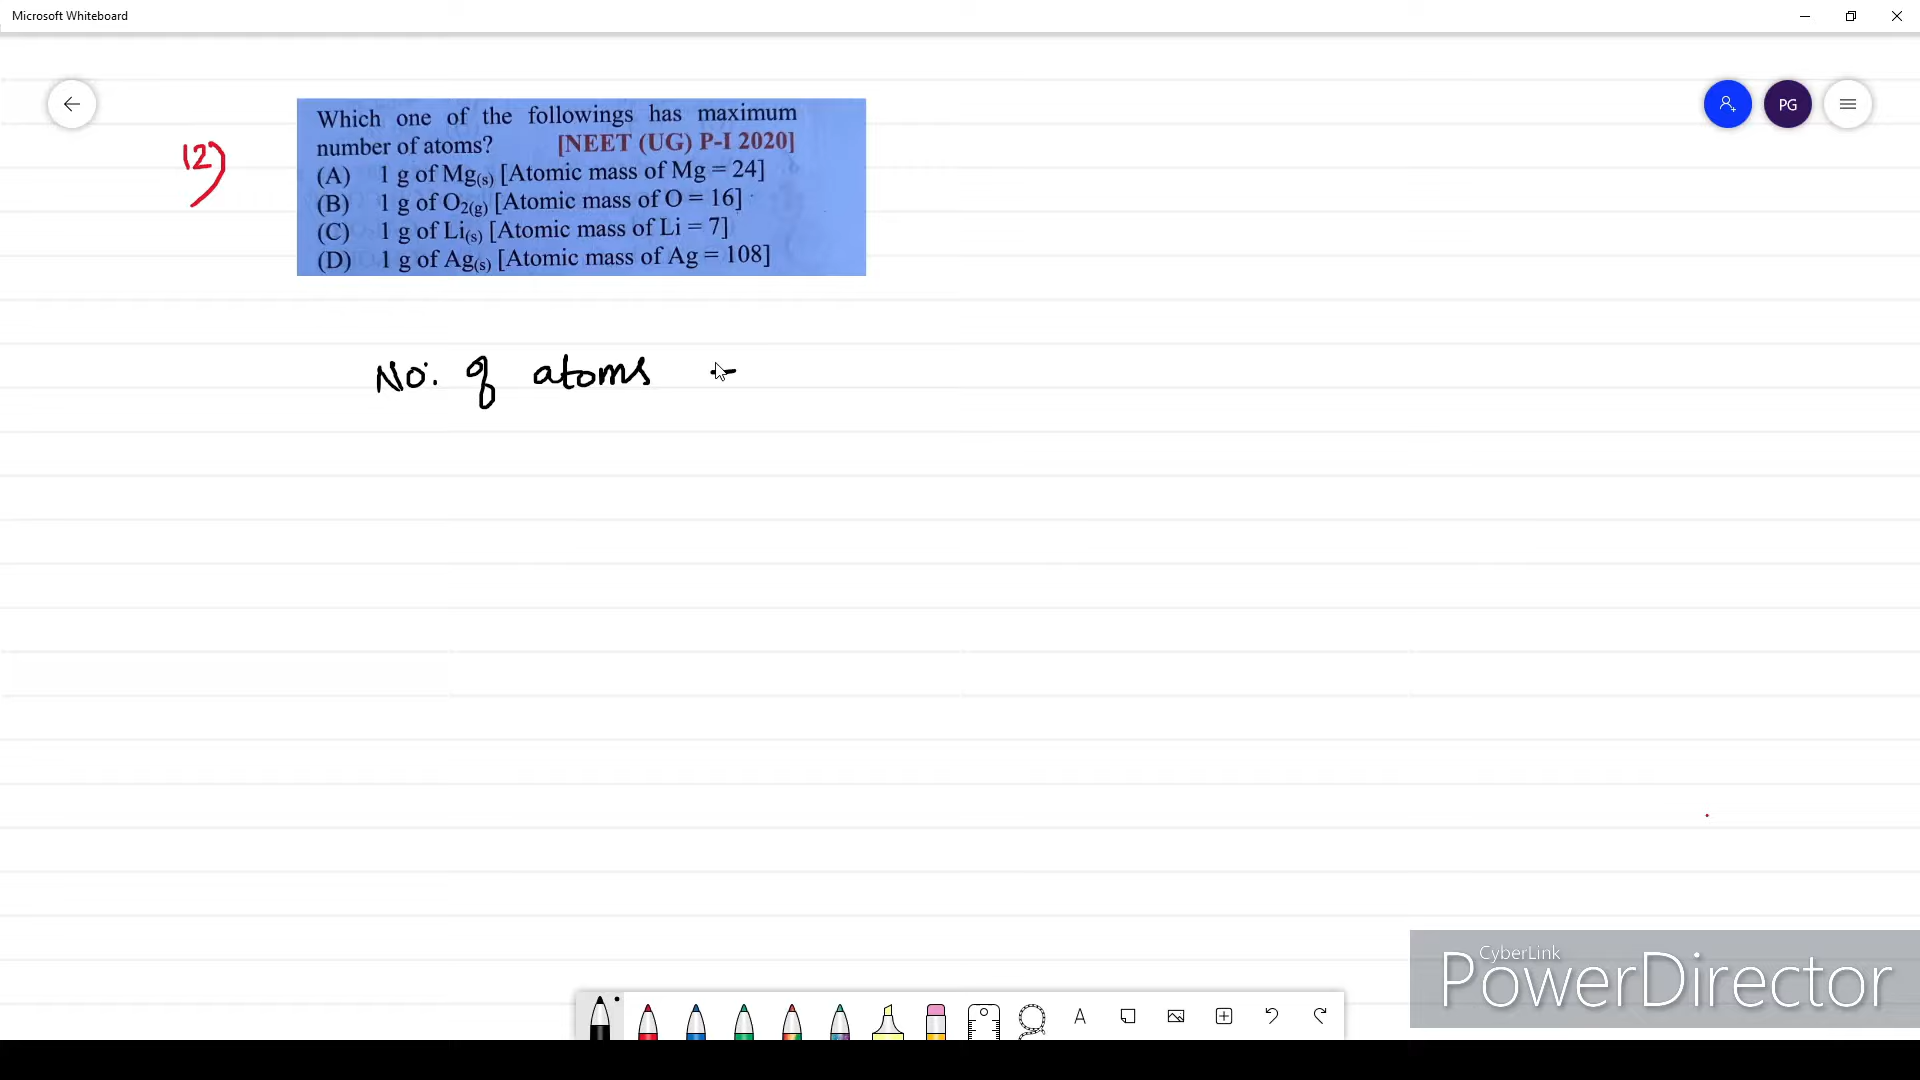 Microsoft Whiteboard
PG
12)
Which one of the followings has maximum
number of atoms? [NEET (UG) P-I 2020]
(A) 1 g of Mg(s) [Atomic mass of Mg = 24]
(B) 1 g of O2(g) [Atomic mass of O = 16]
(C) 1 g of Li(s) [Atomic mass of Li = 7]
(D) 1 g of Ag(s) [Atomic mass of Ag = 108]
No. of atoms -
CyberLink
PowerDirector
A